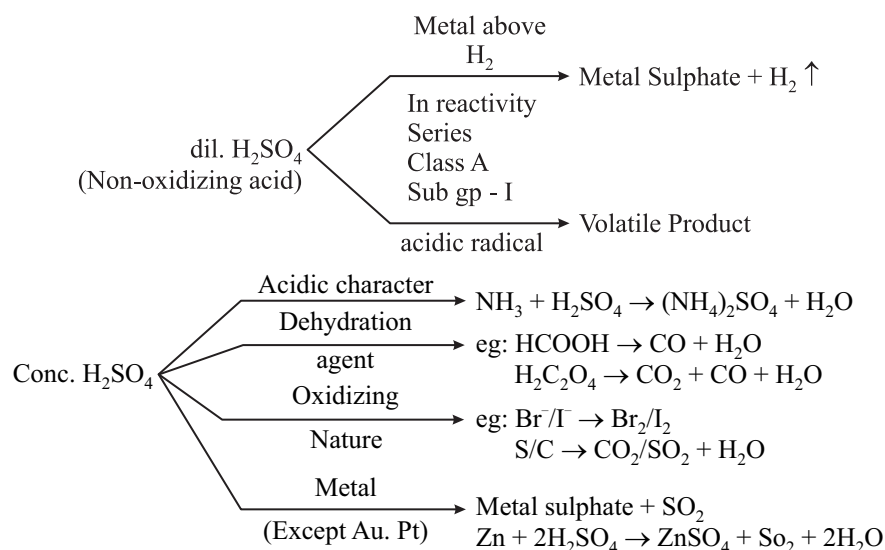 Metal above
H₂
Metal Sulphate + H₂ ↑
In reactivity
Series
Class A
Sub gp - I
dil. H₂SO₄
(Non-oxidizing acid)
acidic radical
Volatile Product
Acidic character
NH₃ + H₂SO₄ → (NH₄)₂SO₄ + H₂O
Dehydration
agent
eg: HCOOH → CO + H₂O
H₂C₂O₄ → CO₂ + CO + H₂O
Conc. H₂SO₄
Oxidizing
Nature
eg: Br⁻/I⁻ → Br₂/I₂
S/C → CO₂/SO₂ + H₂O
Metal
(Except Au. Pt)
Metal sulphate + SO₂
Zn + 2H₂SO₄ → ZnSO₄ + So₂ + 2H₂O